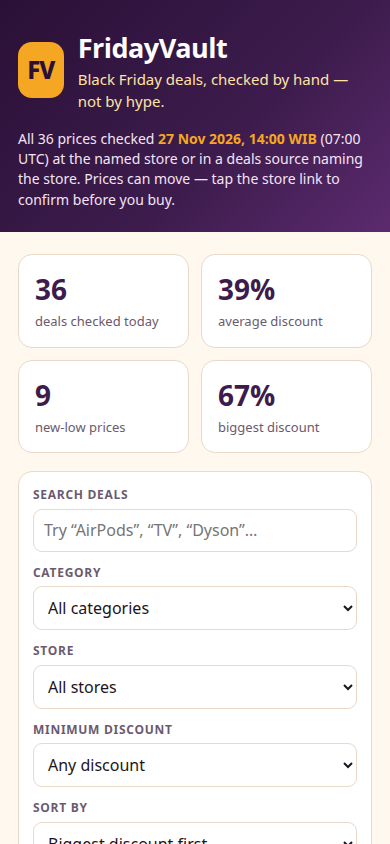 FV
FridayVault
Black Friday deals, checked by hand —
not by hype.
All 36 prices checked 27 Nov 2026, 14:00 WIB (07:00
UTC) at the named store or in a deals source naming
the store. Prices can move — tap the store link to
confirm before you buy.
36
deals checked today
39%
average discount
9
new-low prices
67%
biggest discount
SEARCH DEALS
Try “AirPods”, “TV”, “Dyson”…
CATEGORY
All categories
STORE
All stores
MINIMUM DISCOUNT
Any discount
SORT BY
Biggest discount first